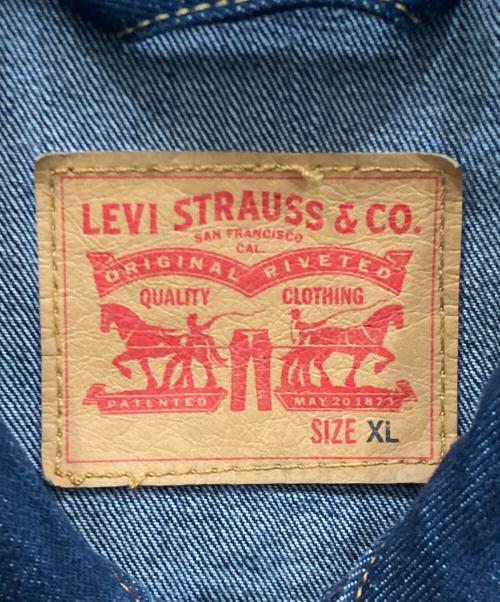 LEVI STRAUSS & CO.
SAN FRANCISCO
CAL.
ORIGINAL RIVETED
QUALITY CLOTHING
PATENTED MAY 20 1873
SIZE XL